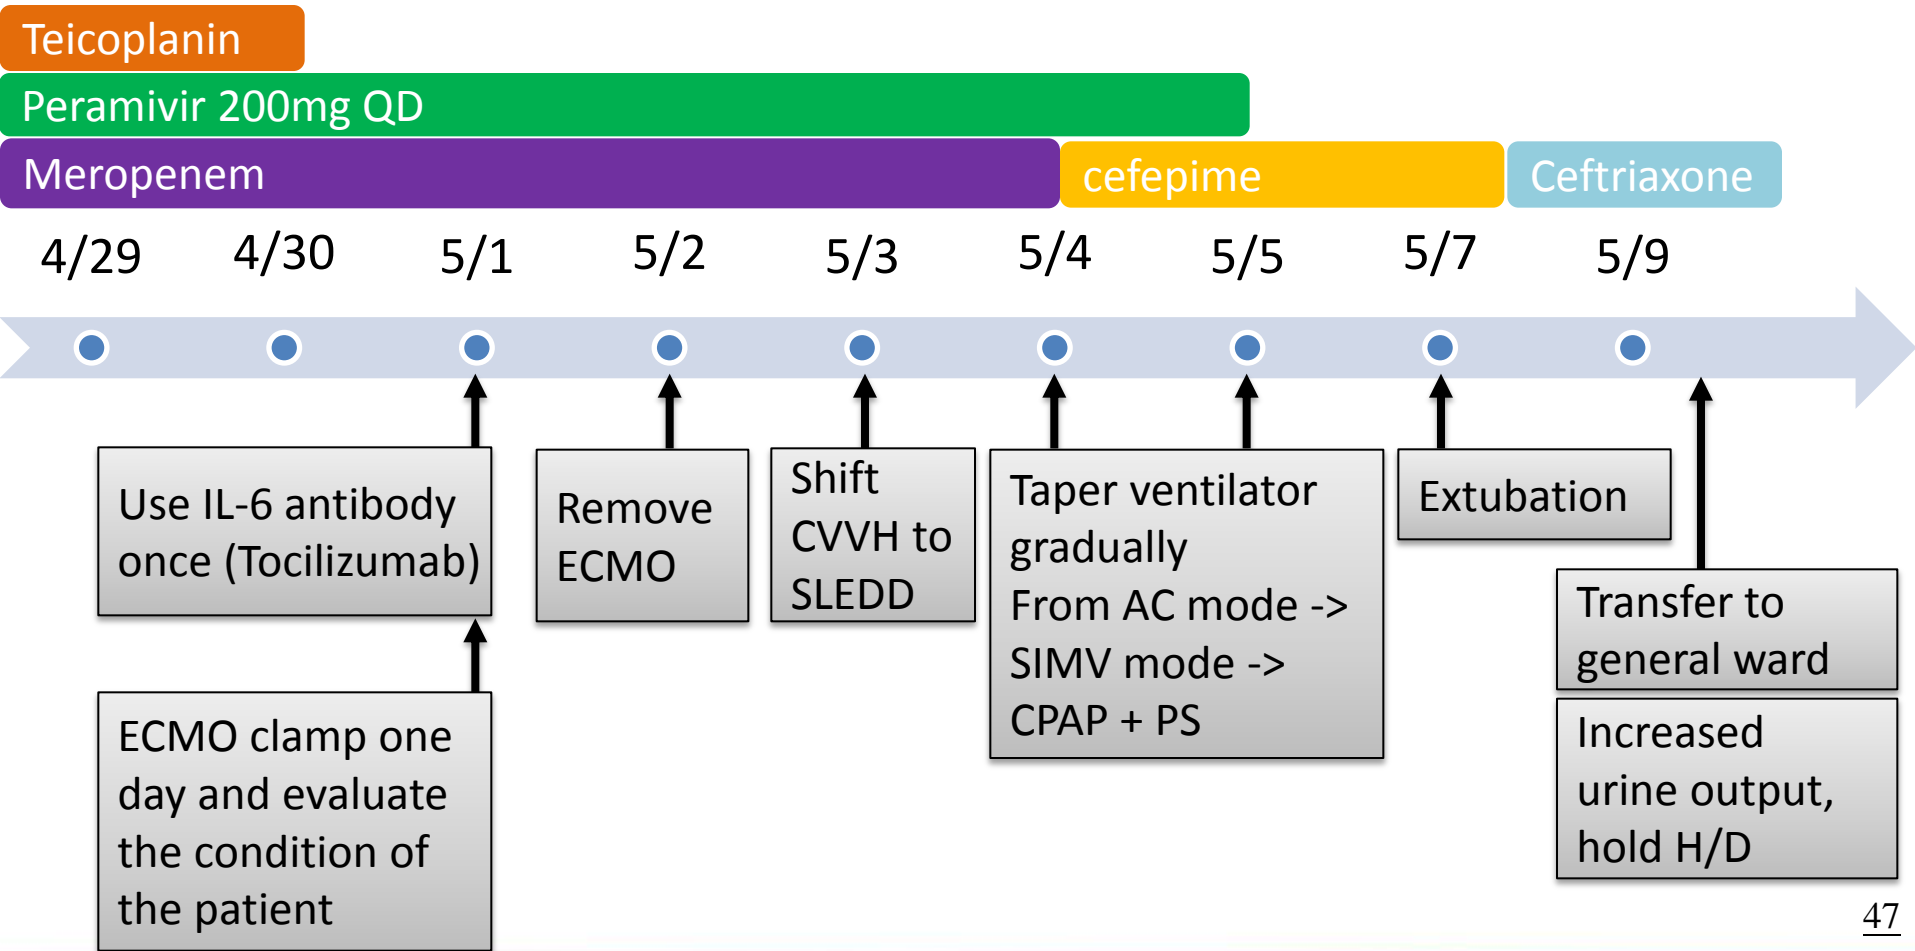 Teicoplanin
Peramivir 200mg QD
Meropenem
cefepime
Ceftriaxone
4/29
4/30
5/1
5/2
5/3
5/4
5/5
5/7
5/9
Use IL-6 antibody
once (Tocilizumab)
ECMO clamp one
day and evaluate
the condition of
the patient
Remove
ECMO
Shift
CVVH to
SLEDD
Taper ventilator
gradually
From AC mode ->
SIMV mode ->
CPAP + PS
Extubation
Transfer to
general ward
Increased
urine output,
hold H/D
47